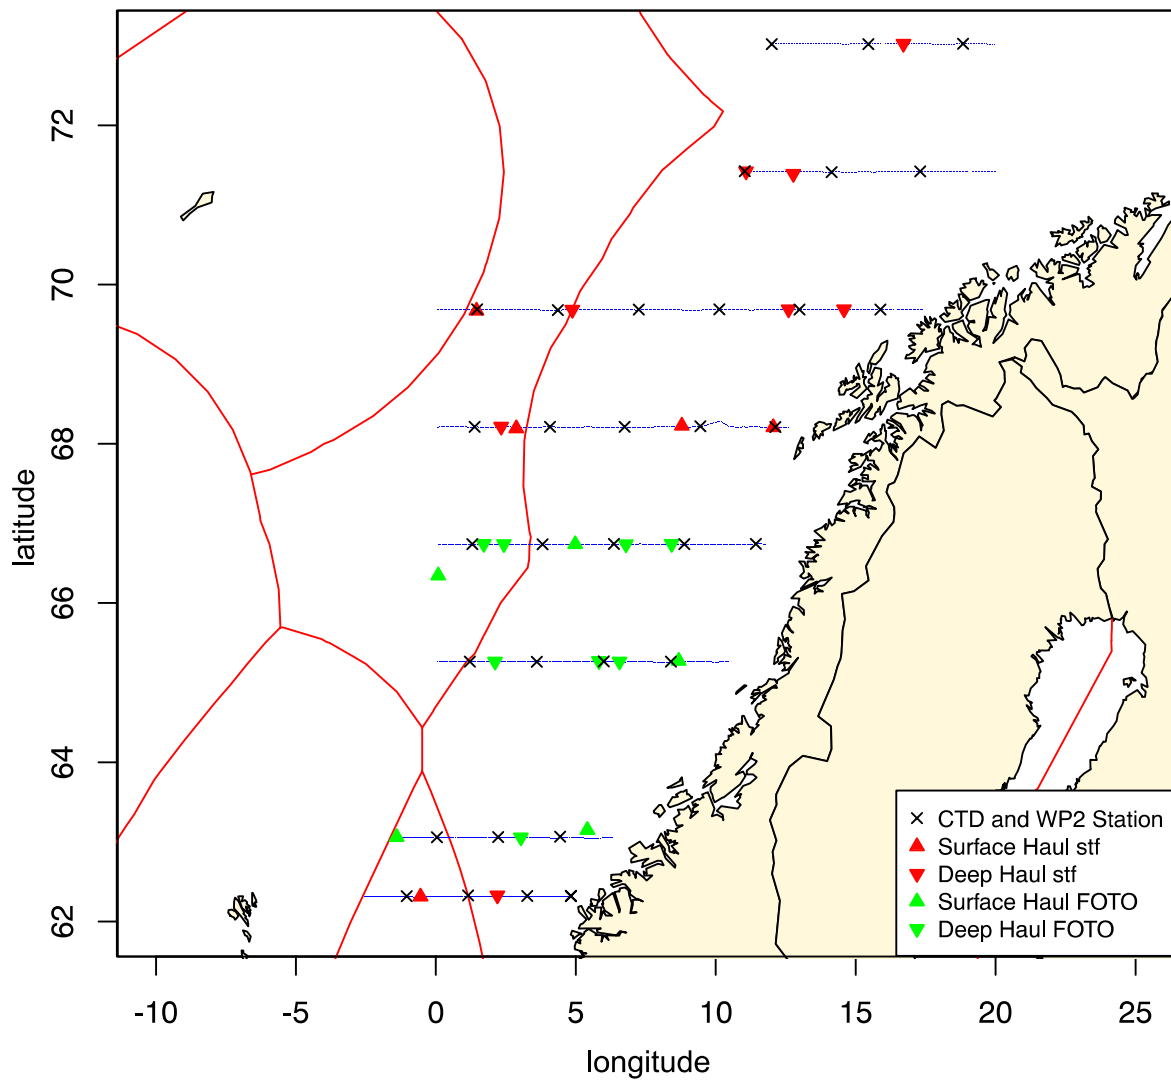 72
70
68
66
64
62
latitude
-10
-5
0
5
10
15
20
25
longitude
CTD and WP2 Station
Surface Haul stf
Deep Haul stf
Surface Haul FOTO
Deep Haul FOTO